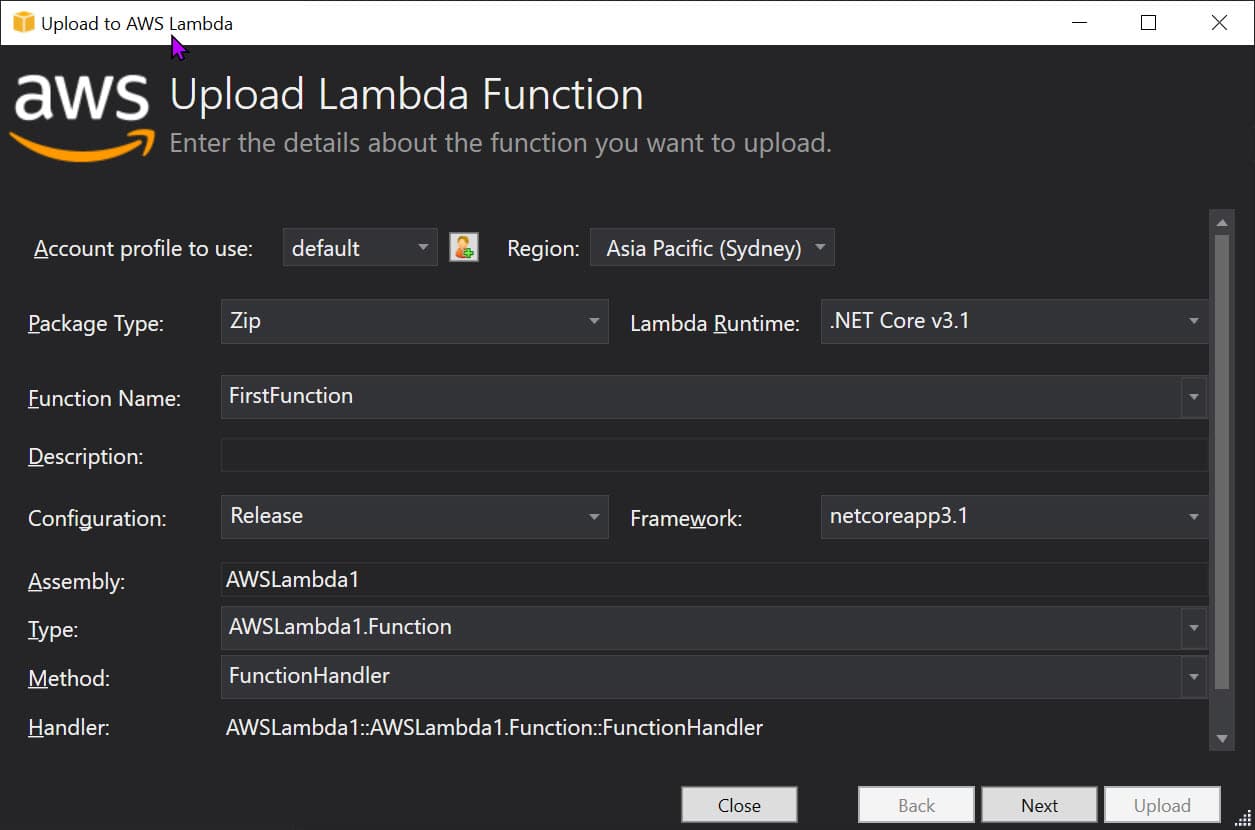 Upload to AWS Lambda
aws
Upload Lambda Function
Enter the details about the function you want to upload.
Account profile to use: default Region: Asia Pacific (Sydney)
Package Type: Zip Lambda Runtime: .NET Core v3.1
Function Name: FirstFunction
Description:
Configuration: Release Framework: netcoreapp3.1
Assembly: AWSLambda1
Type: AWSLambda1.Function
Method: FunctionHandler
Handler: AWSLambda1::AWSLambda1.Function::FunctionHandler
Close Back Next Upload